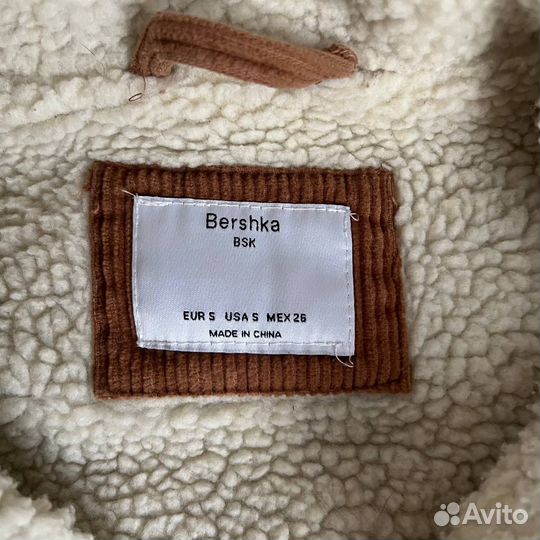 Bershka
BSK
EUR S USA S MEX 26
MADE IN CHINA
Avito